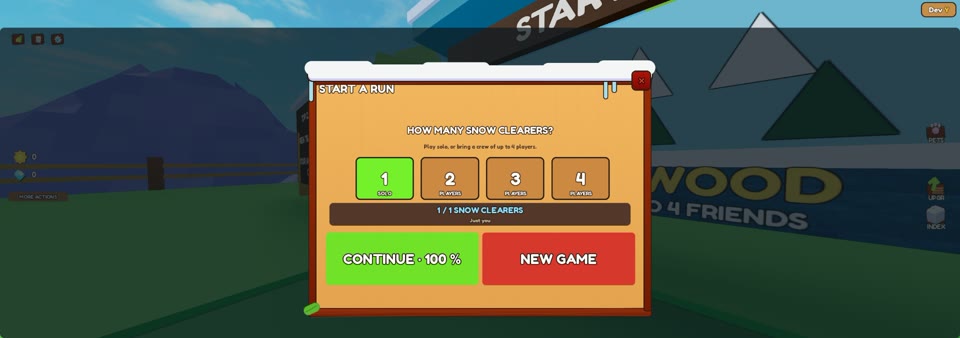 STAR
Dev
START A RUN
×
HOW MANY SNOW CLEARERS?
Play solo, or bring a crew of up to 4 players.
1
SOLO
2
PLAYERS
3
PLAYERS
4
PLAYERS
1 / 1 SNOW CLEARERS
Just you
CONTINUE · 100 %
NEW GAME
0
0
MORE ACTIONS
WOOD
O 4 FRIENDS
PETS
INDEX